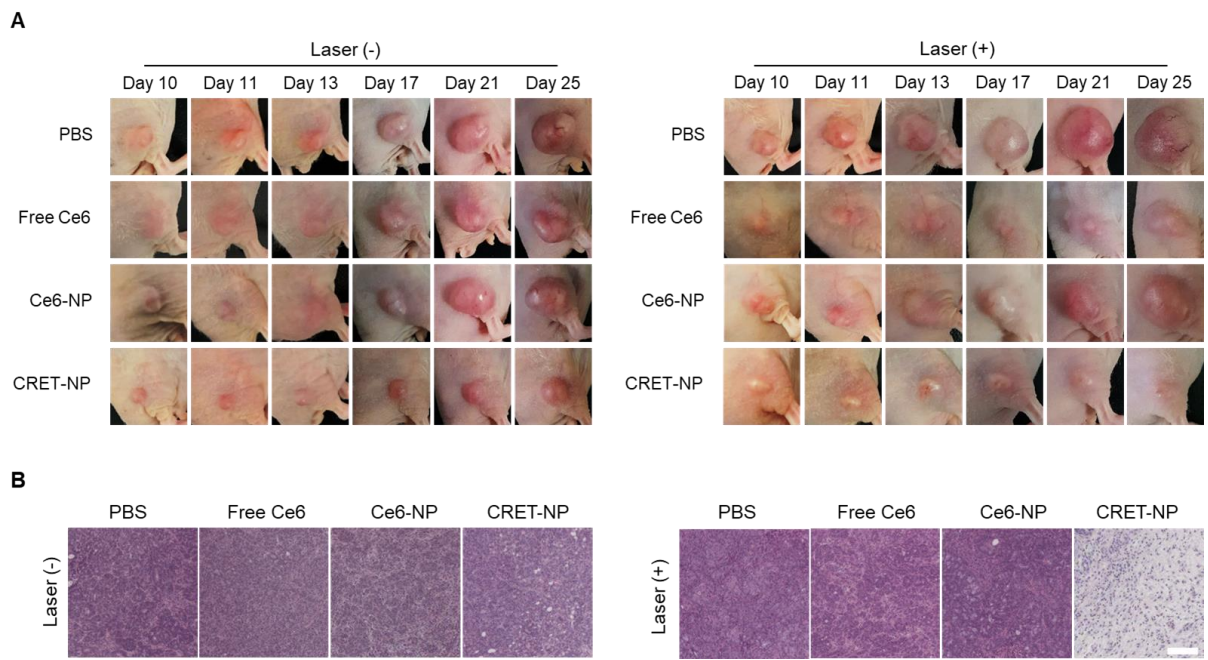 A
Laser (-)
Day 10 Day 11 Day 13 Day 17 Day 21 Day 25
PBS
Free Ce6
Ce6-NP
CRET-NP
Laser (+)
Day 10 Day 11 Day 13 Day 17 Day 21 Day 25
PBS
Free Ce6
Ce6-NP
CRET-NP
B
PBS Free Ce6 Ce6-NP CRET-NP
Laser (-)
PBS Free Ce6 Ce6-NP CRET-NP
Laser (+)